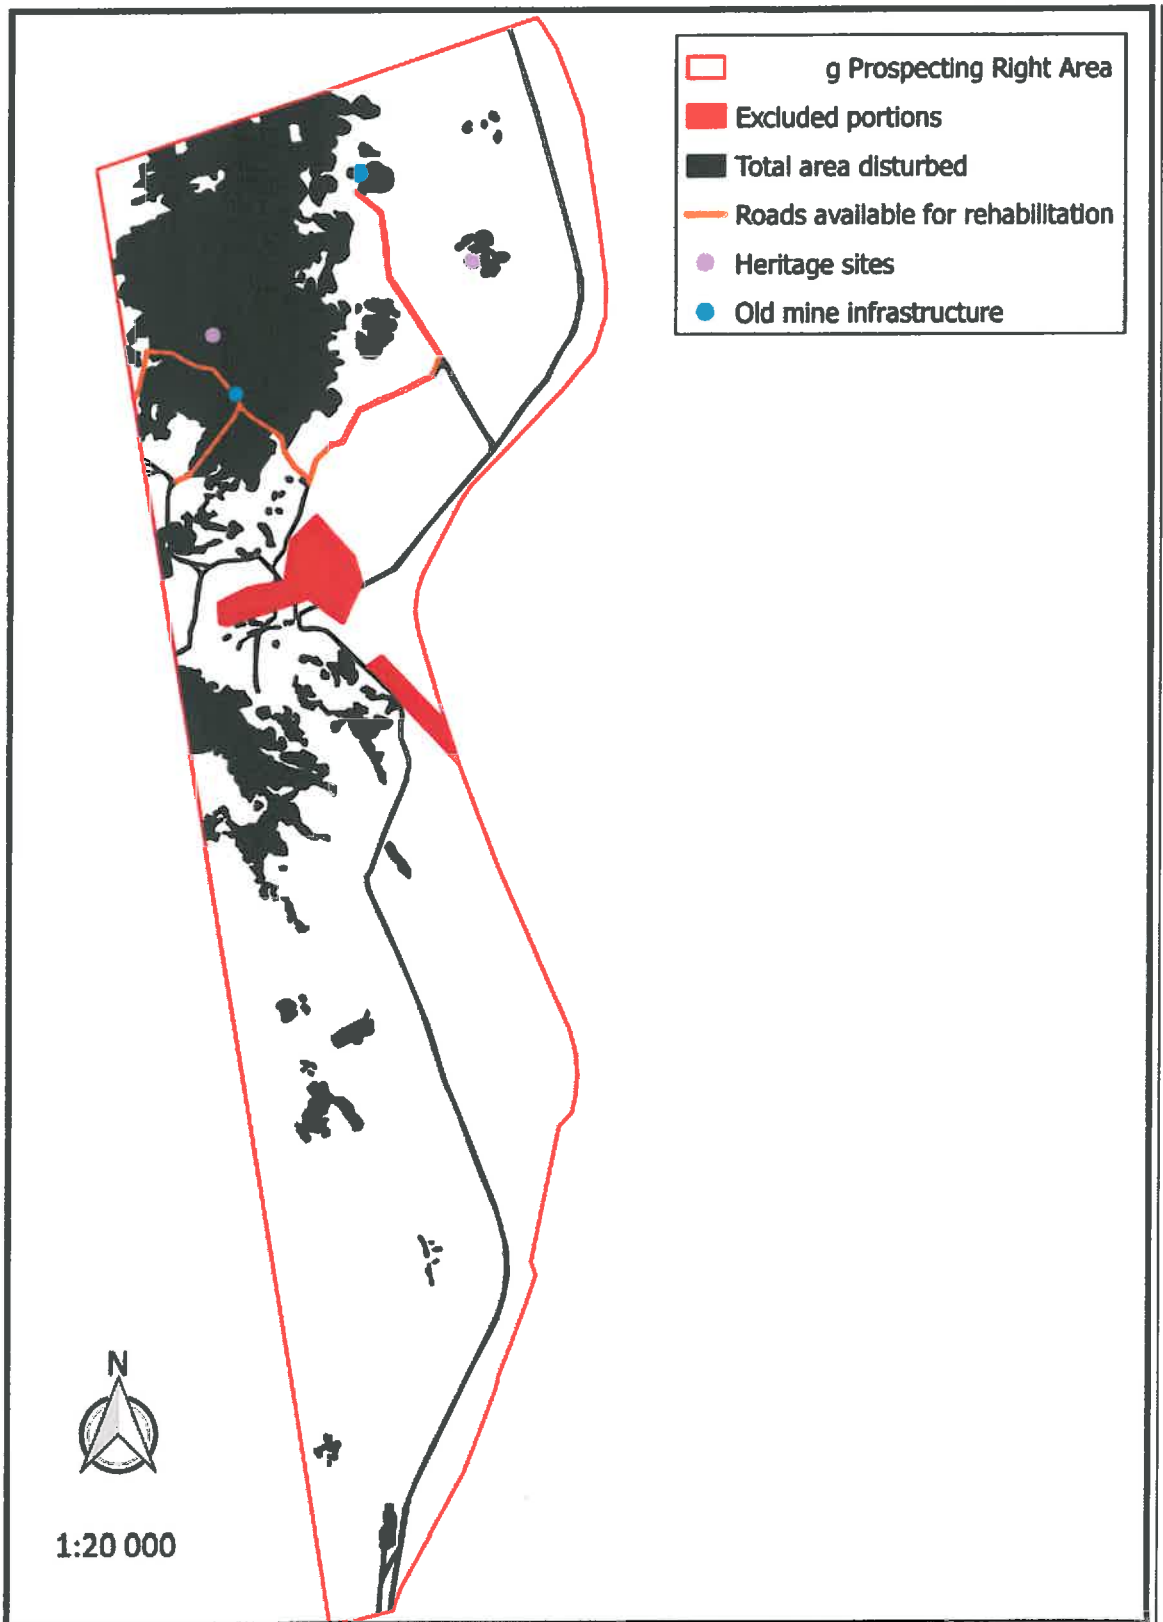 g Prospecting Right Area
Excluded portions
Total area disturbed
Roads available for rehabilitation
Heritage sites
Old mine infrastructure
N
1:20 000